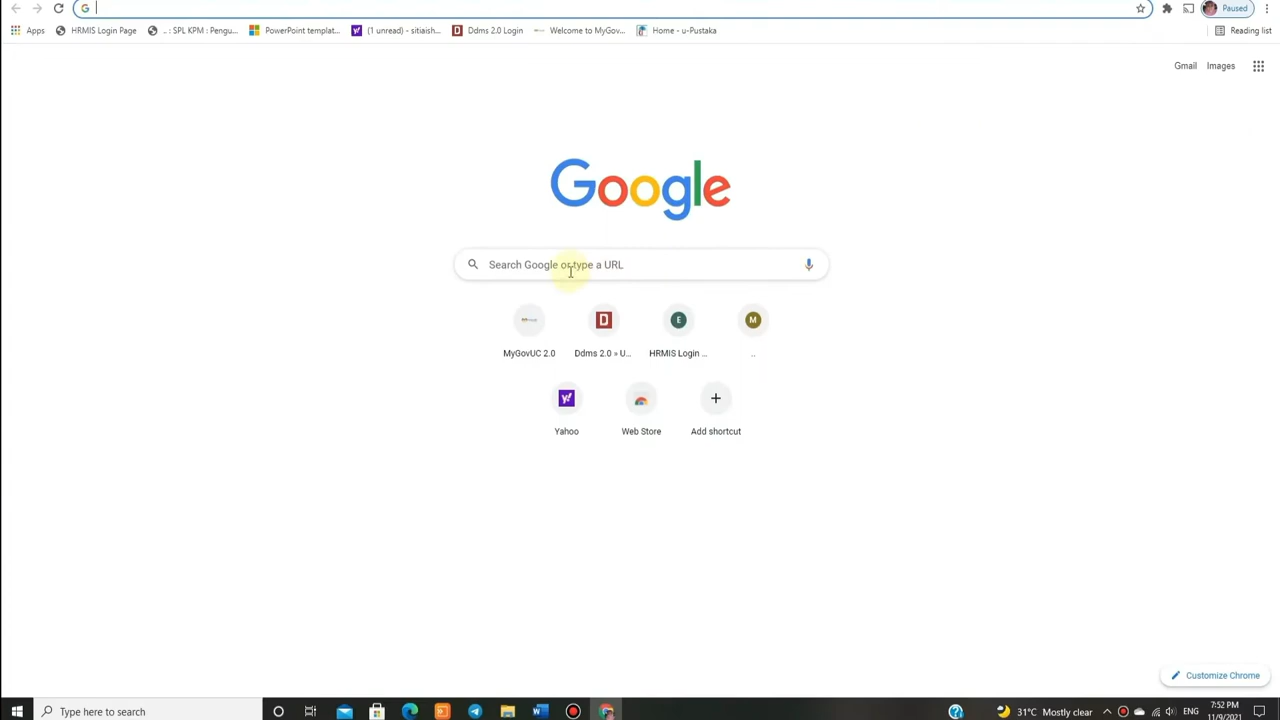 Paused
Apps HRMIS Login Page .. : SPL KPM : Pengu... PowerPoint templat... (1 unread) - sitiaish... Ddms 2.0 Login Welcome to MyGov... Home - u-Pustaka Reading list
Gmail Images
Google
Search Google or type a URL
D E M
MyGovUC 2.0 Ddms 2.0 » U... HRMIS Login ... ..
y!
Yahoo Web Store Add shortcut
Customize Chrome
7:52 PM
Type here to search 31°C Mostly clear ENG
11/9/2021